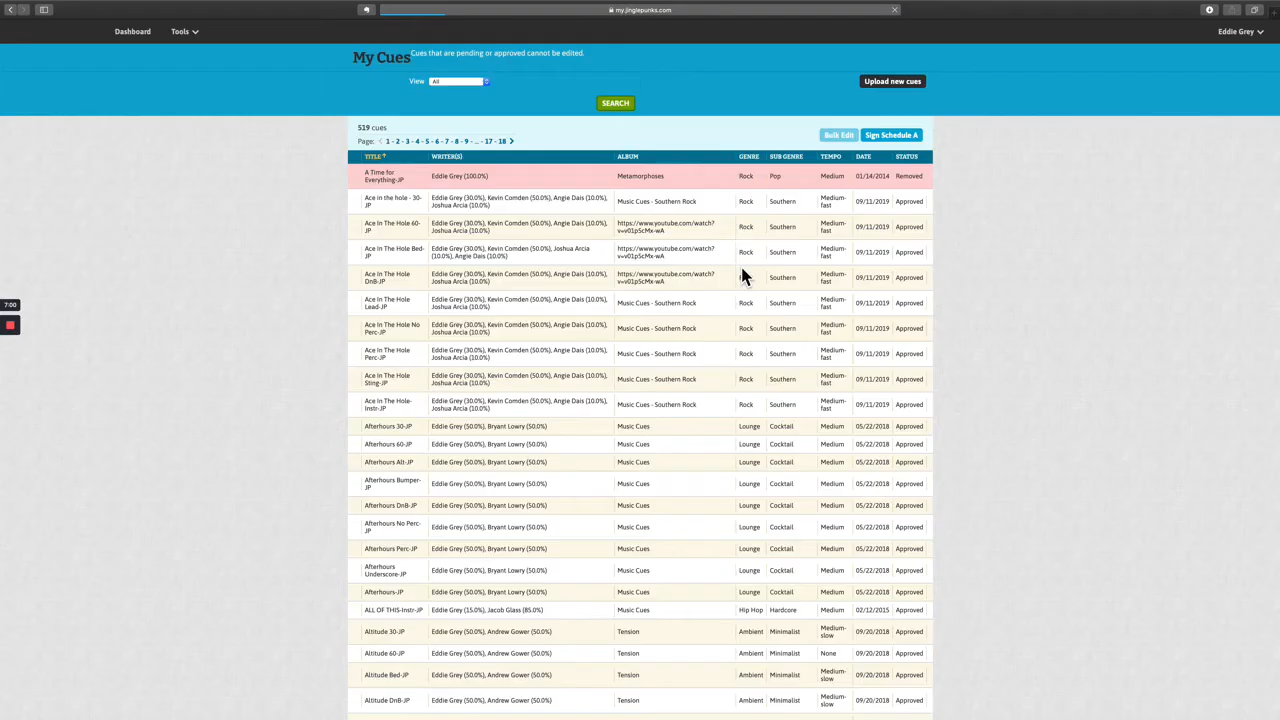 my.jinglepunks.com
Dashboard Tools Eddie Grey
My Cues Cues that are pending or approved cannot be edited.
View All Upload new cues
SEARCH
519 cues
Page: < 1 - 2 - 3 - 4 - 5 - 6 - 7 - 8 - 9 - ... - 17 - 18 > Bulk Edit Sign Schedule A
TITLE WRITER(S) ALBUM GENRE SUB GENRE TEMPO DATE STATUS
A Time for Everything-JP Eddie Grey (100.0%) Metamorphoses Rock Pop Medium 01/14/2014 Removed
Ace in the hole - 30-JP Eddie Grey (30.0%), Kevin Comden (50.0%), Angie Dais (10.0%), Joshua Arcia (10.0%) Music Cues - Southern Rock Rock Southern Medium-fast 09/11/2019 Approved
Ace In The Hole 60-JP Eddie Grey (30.0%), Kevin Comden (50.0%), Angie Dais (10.0%), Joshua Arcia (10.0%) https://www.youtube.com/watch?v=v01p5cMx-wA Rock Southern Medium-fast 09/11/2019 Approved
Ace In The Hole Bed-JP Eddie Grey (30.0%), Kevin Comden (50.0%), Joshua Arcia (10.0%), Angie Dais (10.0%) https://www.youtube.com/watch?v=v01p5cMx-wA Rock Southern Medium-fast 09/11/2019 Approved
Ace In The Hole DnB-JP Eddie Grey (30.0%), Kevin Comden (50.0%), Angie Dais (10.0%), Joshua Arcia (10.0%) https://www.youtube.com/watch?v=v01p5cMx-wA Southern Medium-fast 09/11/2019 Approved
7:00
Ace In The Hole Lead-JP Eddie Grey (30.0%), Kevin Comden (50.0%), Angie Dais (10.0%), Joshua Arcia (10.0%) Music Cues - Southern Rock Rock Southern Medium-fast 09/11/2019 Approved
Ace In The Hole No Perc-JP Eddie Grey (30.0%), Kevin Comden (50.0%), Angie Dais (10.0%), Joshua Arcia (10.0%) Music Cues - Southern Rock Rock Southern Medium-fast 09/11/2019 Approved
Ace In The Hole Perc-JP Eddie Grey (30.0%), Kevin Comden (50.0%), Angie Dais (10.0%), Joshua Arcia (10.0%) Music Cues - Southern Rock Rock Southern Medium-fast 09/11/2019 Approved
Ace In The Hole Sting-JP Eddie Grey (30.0%), Kevin Comden (50.0%), Angie Dais (10.0%), Joshua Arcia (10.0%) Music Cues - Southern Rock Rock Southern Medium-fast 09/11/2019 Approved
Ace In The Hole-Instr-JP Eddie Grey (30.0%), Kevin Comden (50.0%), Angie Dais (10.0%), Joshua Arcia (10.0%) Music Cues - Southern Rock Rock Southern Medium-fast 09/11/2019 Approved
Afterhours 30-JP Eddie Grey (50.0%), Bryant Lowry (50.0%) Music Cues Lounge Cocktail Medium 05/22/2018 Approved
Afterhours 60-JP Eddie Grey (50.0%), Bryant Lowry (50.0%) Music Cues Lounge Cocktail Medium 05/22/2018 Approved
Afterhours Alt-JP Eddie Grey (50.0%), Bryant Lowry (50.0%) Music Cues Lounge Cocktail Medium 05/22/2018 Approved
Afterhours Bumper-JP Eddie Grey (50.0%), Bryant Lowry (50.0%) Music Cues Lounge Cocktail Medium 05/22/2018 Approved
Afterhours DnB-JP Eddie Grey (50.0%), Bryant Lowry (50.0%) Music Cues Lounge Cocktail Medium 05/22/2018 Approved
Afterhours No Perc-JP Eddie Grey (50.0%), Bryant Lowry (50.0%) Music Cues Lounge Cocktail Medium 05/22/2018 Approved
Afterhours Perc-JP Eddie Grey (50.0%), Bryant Lowry (50.0%) Music Cues Lounge Cocktail Medium 05/22/2018 Approved
Afterhours Underscore-JP Eddie Grey (50.0%), Bryant Lowry (50.0%) Music Cues Lounge Cocktail Medium 05/22/2018 Approved
Afterhours-JP Eddie Grey (50.0%), Bryant Lowry (50.0%) Music Cues Lounge Cocktail Medium 05/22/2018 Approved
ALL OF THIS-Instr-JP Eddie Grey (15.0%), Jacob Glass (85.0%) Music Cues Hip Hop Hardcore Medium 02/12/2015 Approved
Altitude 30-JP Eddie Grey (50.0%), Andrew Gower (50.0%) Tension Ambient Minimalist Medium-slow 09/20/2018 Approved
Altitude 60-JP Eddie Grey (50.0%), Andrew Gower (50.0%) Tension Ambient Minimalist None 09/20/2018 Approved
Altitude Bed-JP Eddie Grey (50.0%), Andrew Gower (50.0%) Tension Ambient Minimalist Medium-slow 09/20/2018 Approved
Altitude DnB-JP Eddie Grey (50.0%), Andrew Gower (50.0%) Tension Ambient Minimalist Medium-slow 09/20/2018 Approved